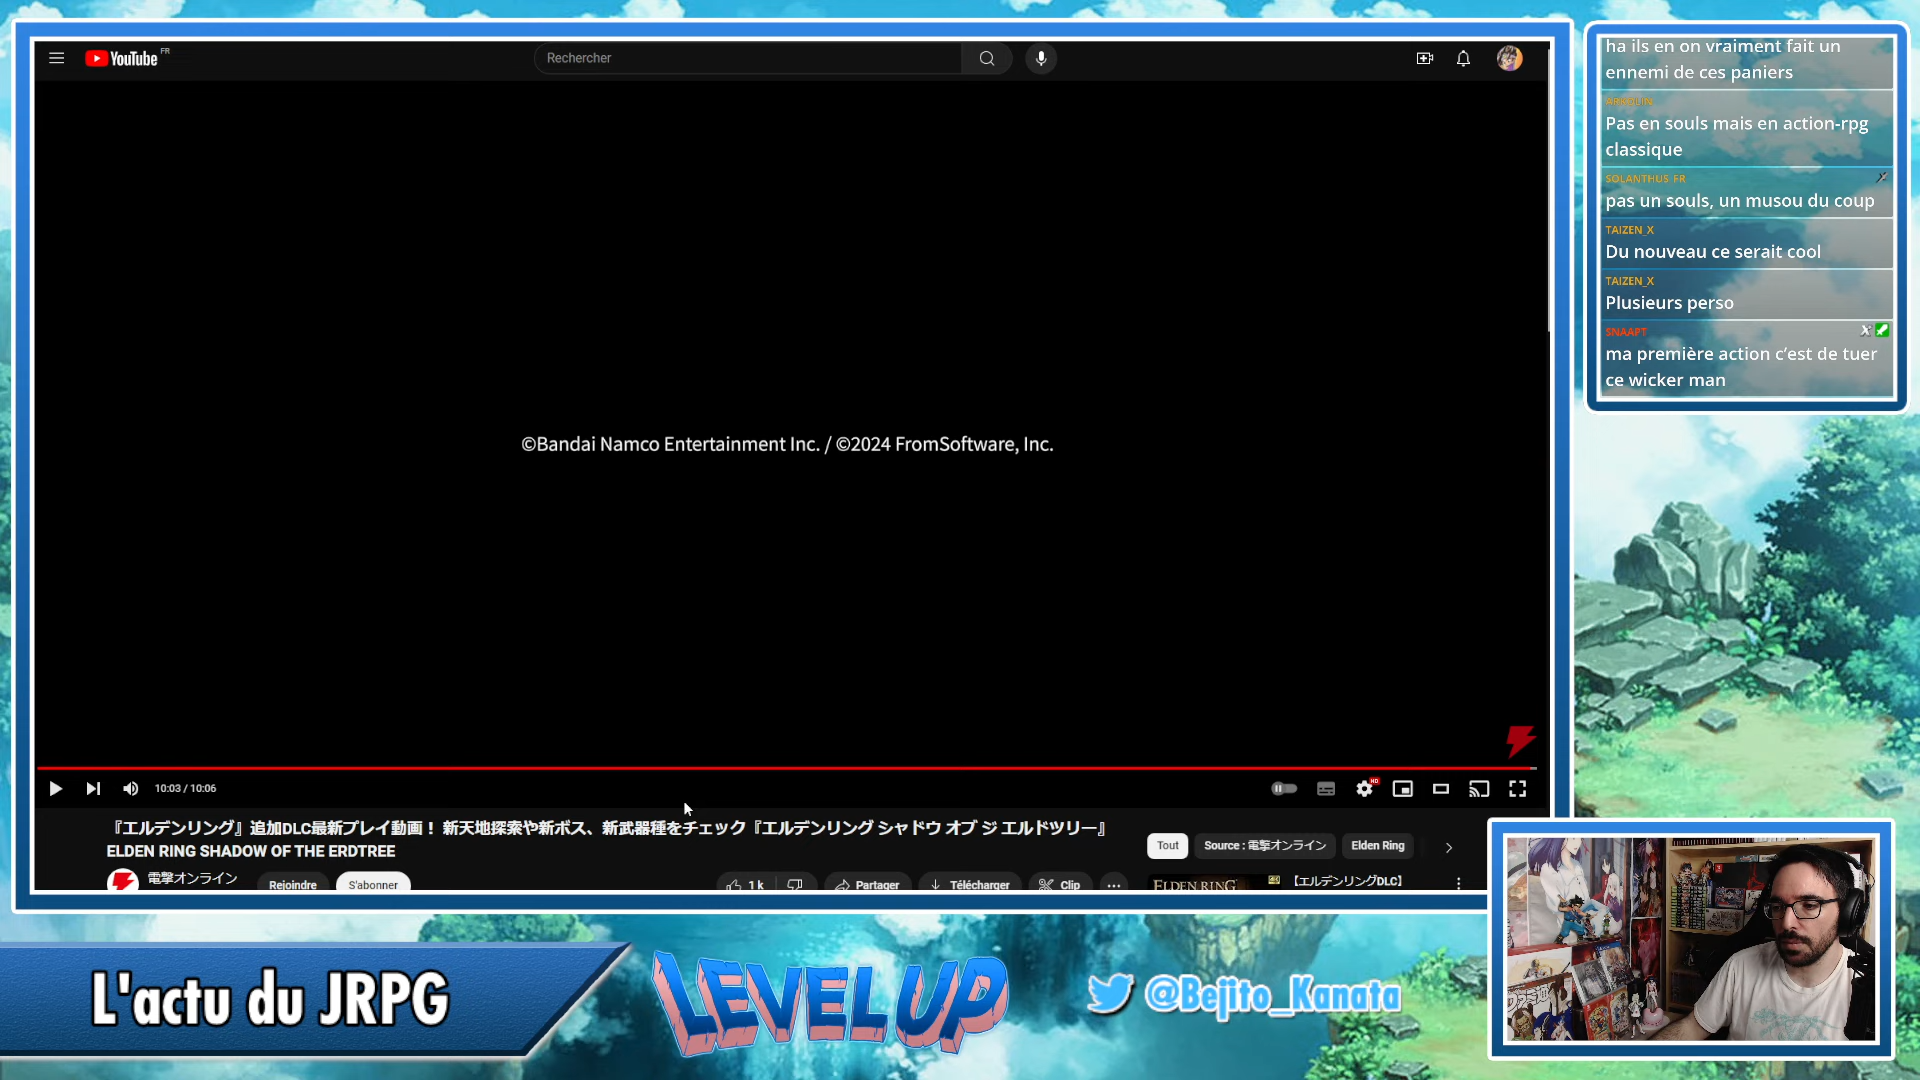 YouTube FR
Rechercher
©Bandai Namco Entertainment Inc. / ©2024 FromSoftware, Inc.
10:03 / 10:06
HD
『エルデンリング』追加DLC最新プレイ動画！ 新天地探索や新ボス、新武器種をチェック『エルデンリング シャドウ オブ ジ エルドツリー』
ELDEN RING SHADOW OF THE ERDTREE
電撃オンライン
Rejoindre
S'abonner
1 k
Partager
Télécharger
Clip
Tout
Source : 電撃オンライン
Elden Ring
ELDEN RING
【エルデンリングDLC】
ha ils en on vraiment fait un
ennemi de ces paniers
Pas en souls mais en action-rpg
classique
SOLANTHUS_FR
pas un souls, un musou du coup
TAIZEN_X
Du nouveau ce serait cool
TAIZEN_X
Plusieurs perso
SNAAPT
ma première action c’est de tuer
ce wicker man
L'actu du JRPG
LEVEL UP
@Bejito_Kanata